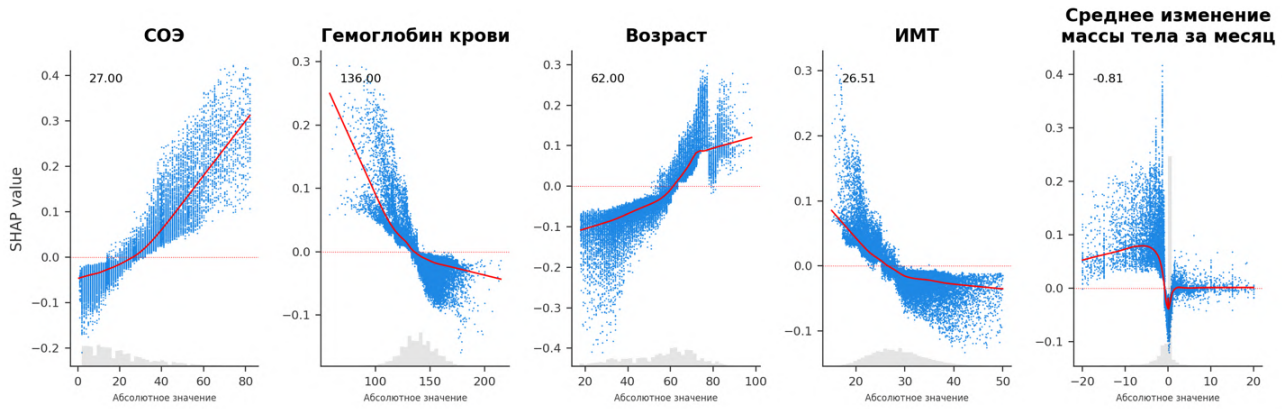 СОЭ
Гемоглобин крови
Возраст
ИМТ
Среднее изменение
массы тела за месяц
SHAP value
27.00
0.4
0.3
0.2
0.1
0.0
−0.1
−0.2
0 20 40 60 80
Абсолютное значение
136.00
0.3
0.2
0.1
0.0
−0.1
100 150 200
Абсолютное значение
62.00
0.3
0.2
0.1
0.0
−0.1
−0.2
−0.3
−0.4
20 40 60 80 100
Абсолютное значение
26.51
0.3
0.2
0.1
0.0
−0.1
20 30 40 50
Абсолютное значение
-0.81
0.4
0.3
0.2
0.1
0.0
−0.1
−20 −10 0 10 20
Абсолютное значение